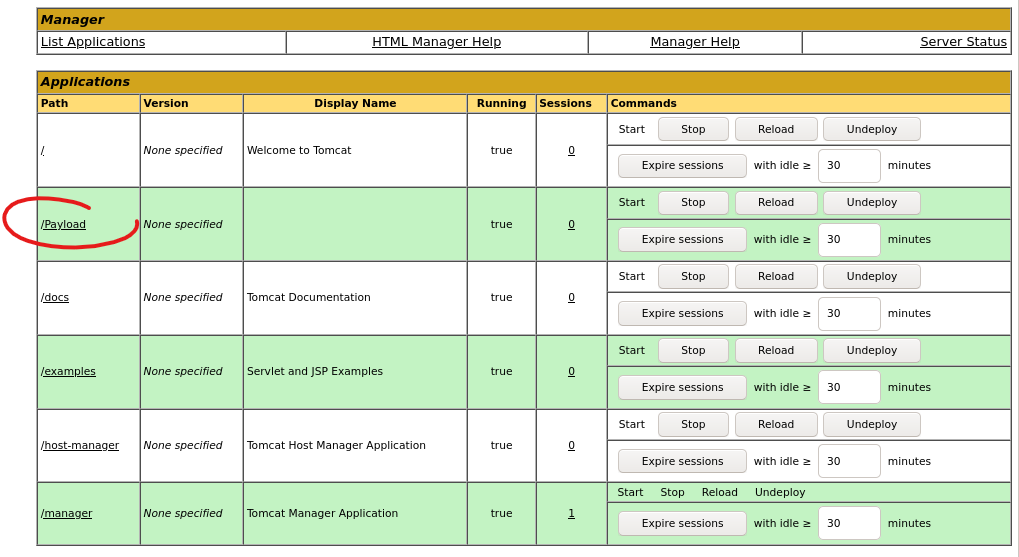 Manager
List Applications HTML Manager Help Manager Help Server Status
Applications
Path Version Display Name Running Sessions Commands
/ None specified Welcome to Tomcat true 0 Start Stop Reload Undeploy
Expire sessions with idle ≥ 30 minutes
/Payload None specified true 0 Start Stop Reload Undeploy
Expire sessions with idle ≥ 30 minutes
/docs None specified Tomcat Documentation true 0 Start Stop Reload Undeploy
Expire sessions with idle ≥ 30 minutes
/examples None specified Servlet and JSP Examples true 0 Start Stop Reload Undeploy
Expire sessions with idle ≥ 30 minutes
/host-manager None specified Tomcat Host Manager Application true 0 Start Stop Reload Undeploy
Expire sessions with idle ≥ 30 minutes
/manager None specified Tomcat Manager Application true 1 Start Stop Reload Undeploy
Expire sessions with idle ≥ 30 minutes